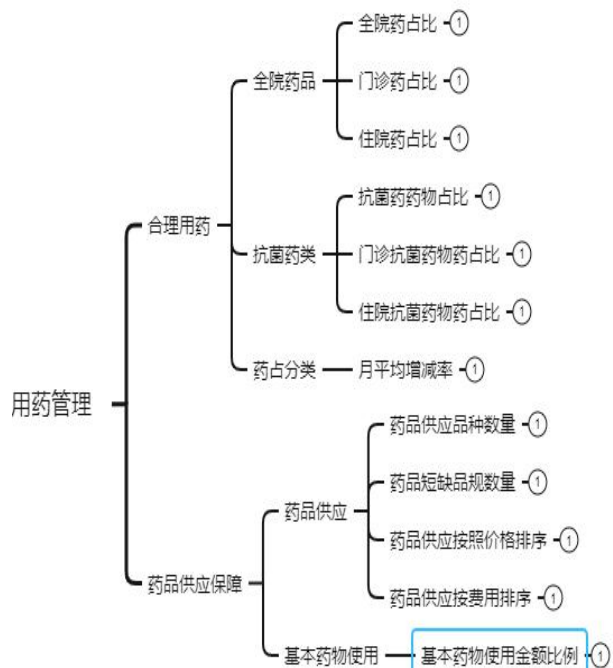 全院药占比 1
全院药品
门诊药占比 1
住院药占比 1
抗菌药药物占比 1
合理用药
抗菌药类
门诊抗菌药物药占比 1
住院抗菌药物药占比 1
药占分类
月平均增减率 1
用药管理
药品供应品种数量 1
药品短缺品规数量 1
药品供应
药品供应按照价格排序 1
药品供应保障
药品供应按费用排序 1
基本药物使用
基本药物使用金额比例 1